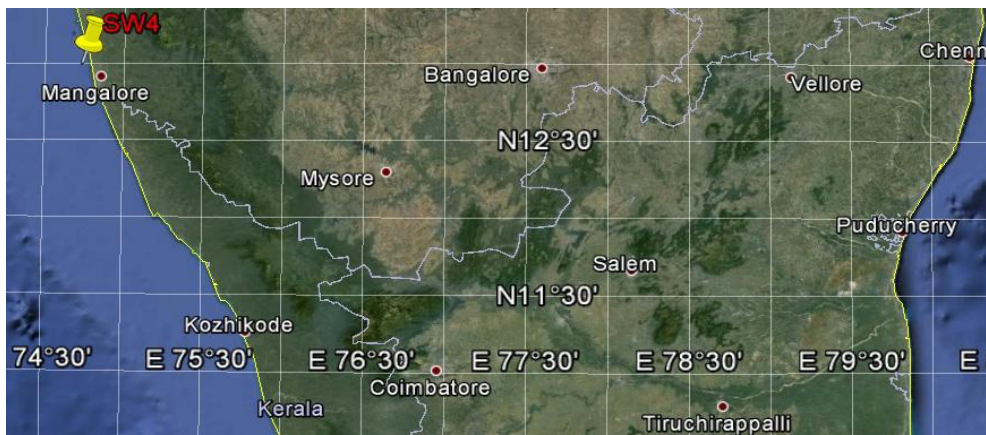 SW4
Chenn
Bangalore
Vellore
Mangalore
N12°30'
Mysore
Puducherry
Salem
N11°30'
Kozhikode
74°30'
E 75°30'
E 76°30'
E 77°30'
E 78°30'
E 79°30'
E
Coimbatore
Kerala
Tiruchirappalli